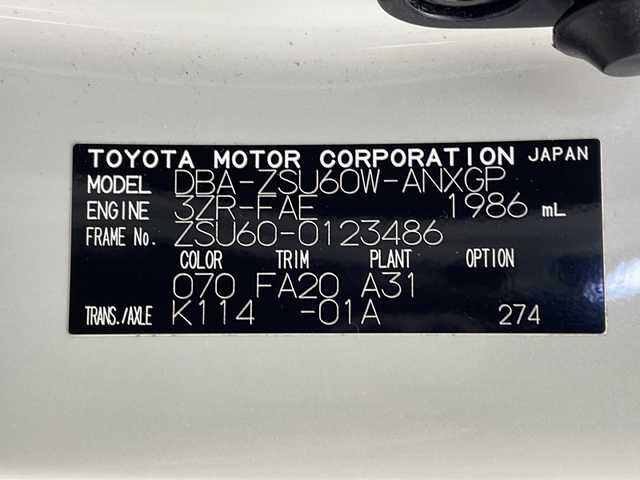 TOYOTA MOTOR CORPORATION JAPAN
MODEL DBA-ZSU60W-ANXGP
ENGINE 3ZR-FAE 1986 mL
FRAME No. ZSU60-0123486
COLOR TRIM PLANT OPTION
070 FA20 A31
TRANS./AXLE K114 -01A 274